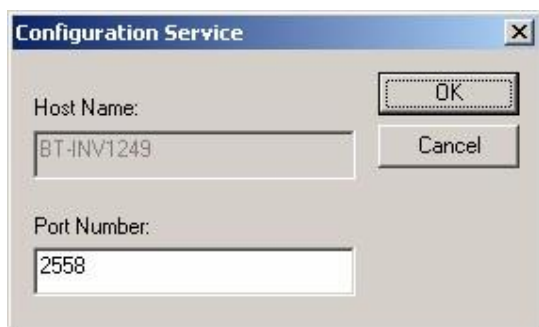 Configuration Service
Host Name:
BT-INV1249
Port Number:
2558
OK
Cancel